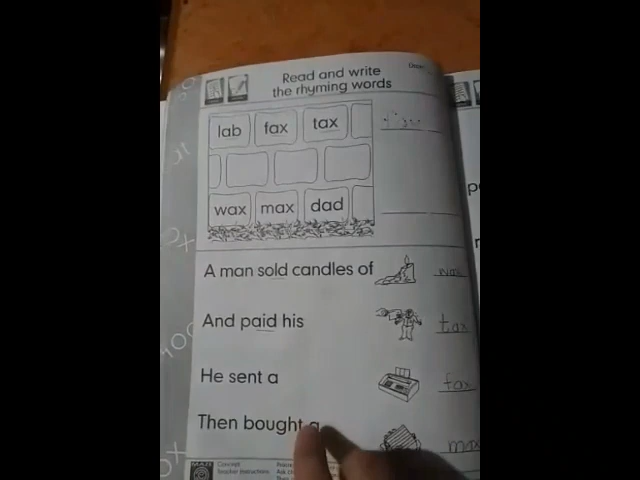 Read and write
the rhyming words
lab fax tax
wax max dad
A man sold candles of wax
And paid his tax
He sent a fax
Then bought a